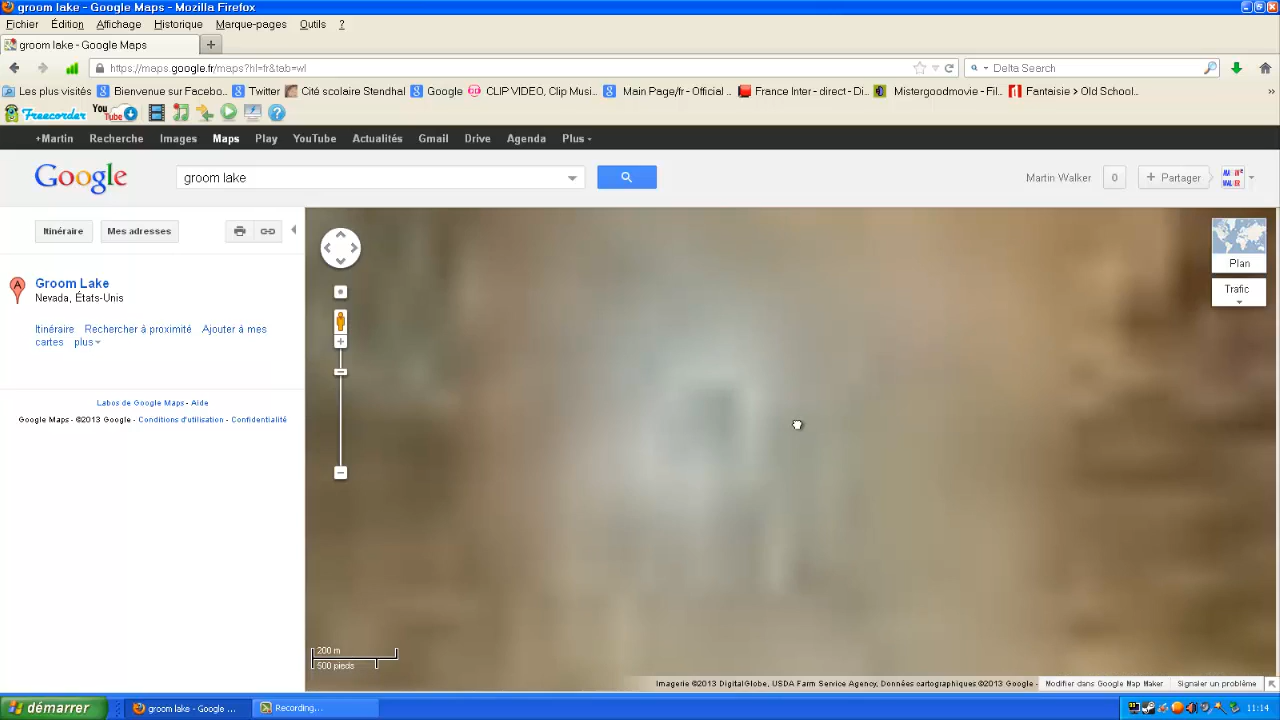 groom lake - Google Maps - Mozilla Firefox
Fichier Édition Affichage Historique Marque-pages Outils ?
groom lake - Google Maps
https://maps.google.fr/maps?hl=fr&tab=wl
Delta Search
Les plus visités Bienvenue sur Facebo... Twitter Cité scolaire Stendhal Google CLIP VIDEO, Clip Musi... Main Page/fr - Official ... France Inter - direct - Di... Mistergoodmovie - Fil... Fantaisie > Old School... »
Freecorder You Tube
+Martin Recherche Images Maps Play YouTube Actualités Gmail Drive Agenda Plus
Google groom lake Martin Walker 0 + Partager
Itinéraire Mes adresses
Plan
Trafic
A Groom Lake
Nevada, États-Unis
Itinéraire Rechercher à proximité Ajouter à mes
cartes plus
Labos de Google Maps - Aide
Google Maps - ©2013 Google - Conditions d'utilisation - Confidentialité
200 m
500 pieds
Imagerie ©2013 DigitalGlobe, USDA Farm Service Agency, Données cartographiques ©2013 Google - Modifier dans Google Map Maker Signaler un problème
démarrer groom lake - Google ... Recording... 11:14